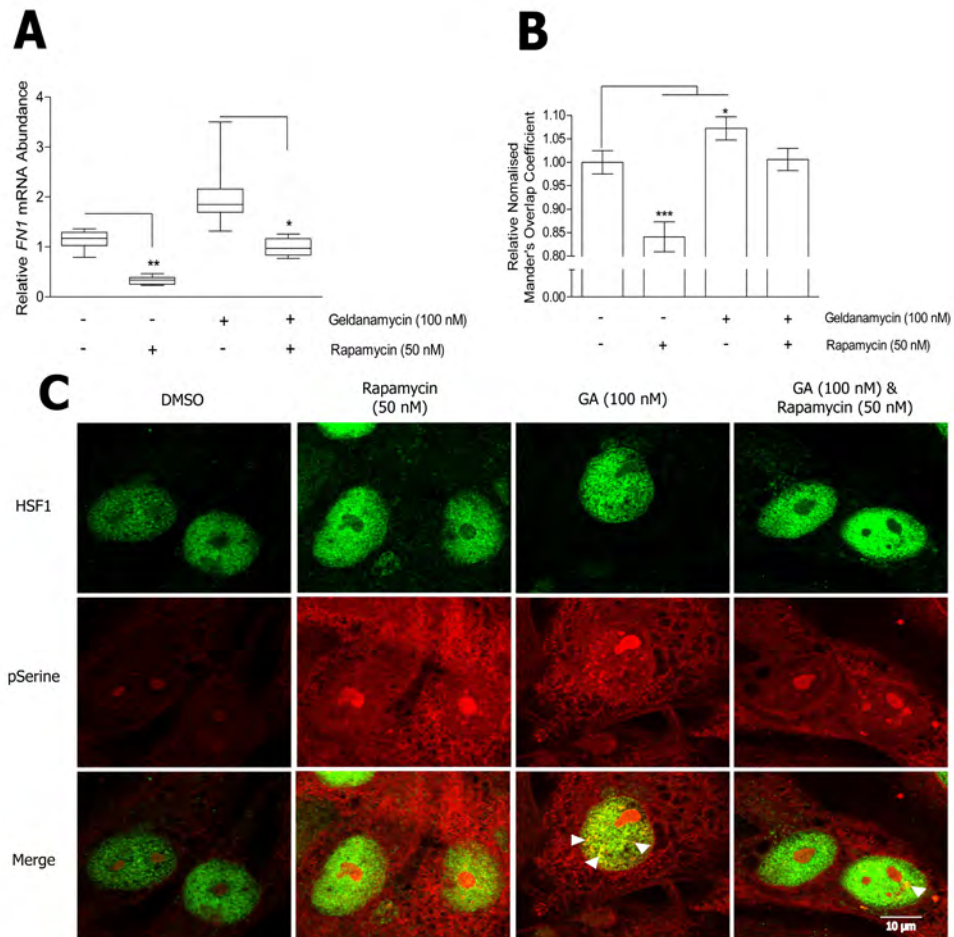 A
Relative FN1 mRNA Abundance
4
3
2
1
0
**
*
- - + + Geldanamycin (100 nM)
- + - + Rapamycin (50 nM)
B
Relative Nomalised
Mander's Overlap Coefficient
1.10
1.05
1.00
0.95
0.90
0.85
0.80
0.00
***
*
- - + + Geldanamycin (100 nM)
- + - + Rapamycin (50 nM)
C
DMSO
Rapamycin
(50 nM)
GA (100 nM)
GA (100 nM) &
Rapamycin (50 nM)
HSF1
pSerine
Merge
10 µm